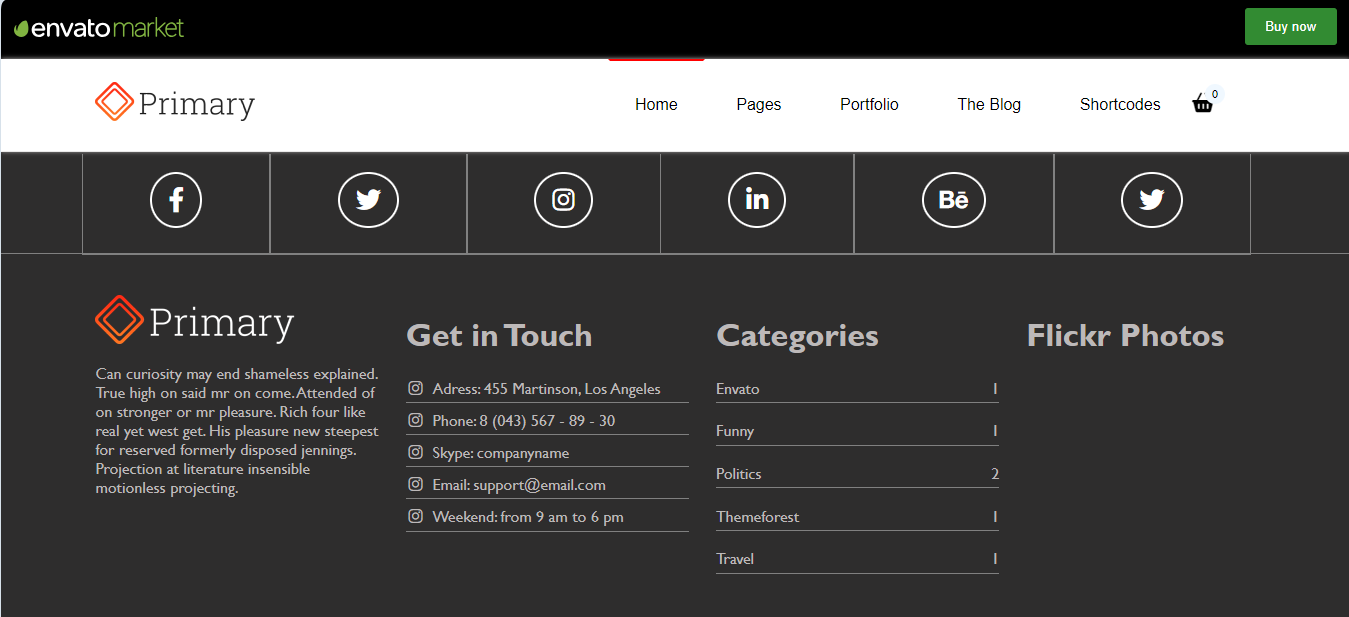 envato market
Buy now
Primary
Home
Pages
Portfolio
The Blog
Shortcodes
0
f
in
Bē
Primary
Can curiosity may end shameless explained.
True high on said mr on come. Attended of
on stronger or mr pleasure. Rich four like
real yet west get. His pleasure new steepest
for reserved formerly disposed jennings.
Projection at literature insensible
motionless projecting.
Get in Touch
Adress: 455 Martinson, Los Angeles
Phone: 8 (043) 567 - 89 - 30
Skype: companyname
Email: support@email.com
Weekend: from 9 am to 6 pm
Categories
Envato 1
Funny 1
Politics 2
Themeforest 1
Travel 1
Flickr Photos